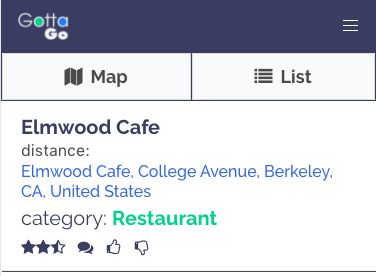 Gotta
Go
Map
List
Elmwood Cafe
distance:
Elmwood Cafe, College Avenue, Berkeley,
CA, United States
category: Restaurant